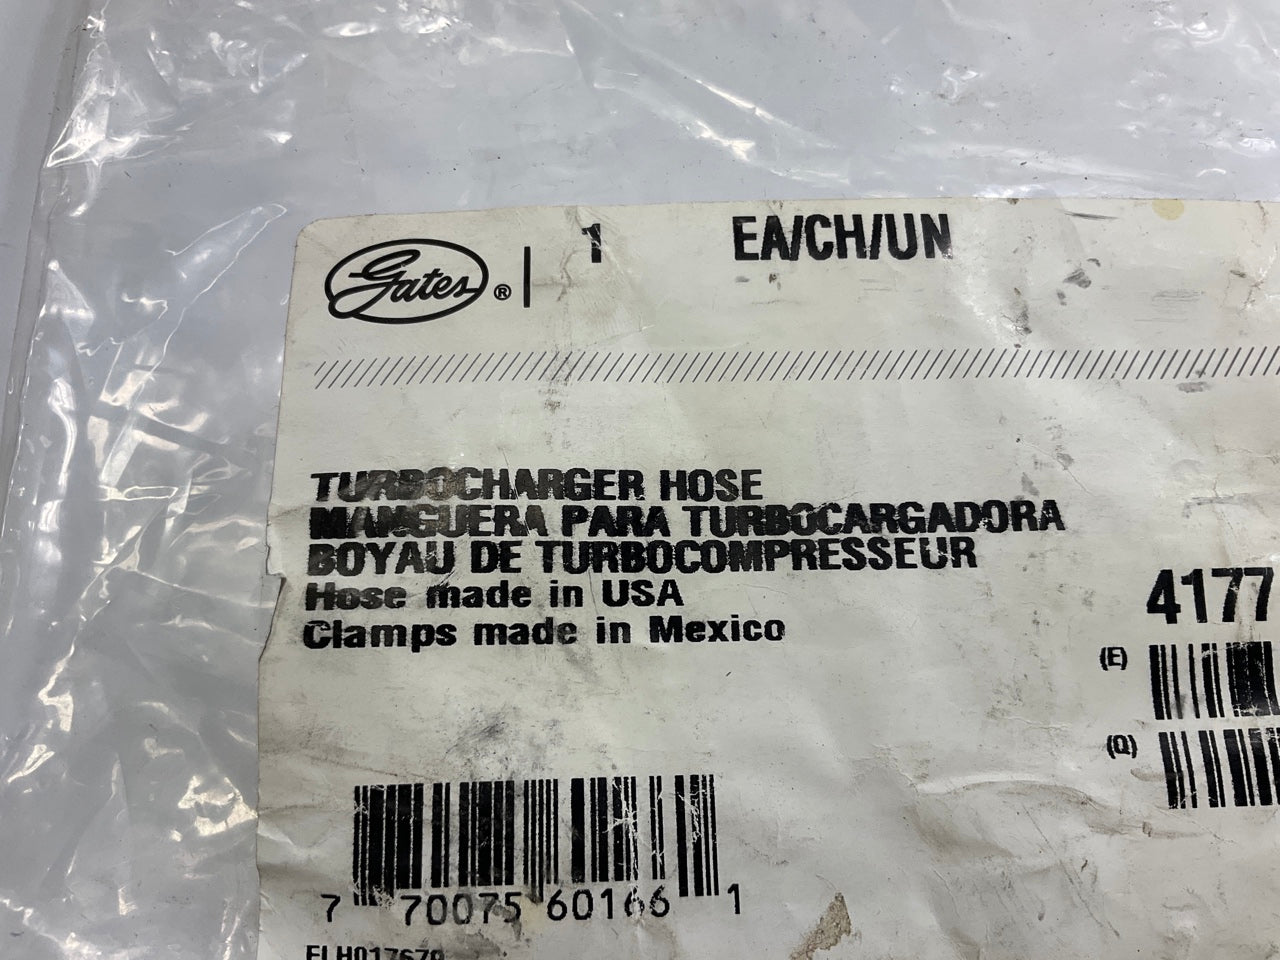 Gates ®
1 EA/CH/UN
TURBOCHARGER HOSE
MANGUERA PARA TURBOCARGADORA
BOYAU DE TURBOCOMPRESSEUR
Hose made in USA
Clamps made in Mexico
4177
(E)
(Q)
7 70075 60166 1